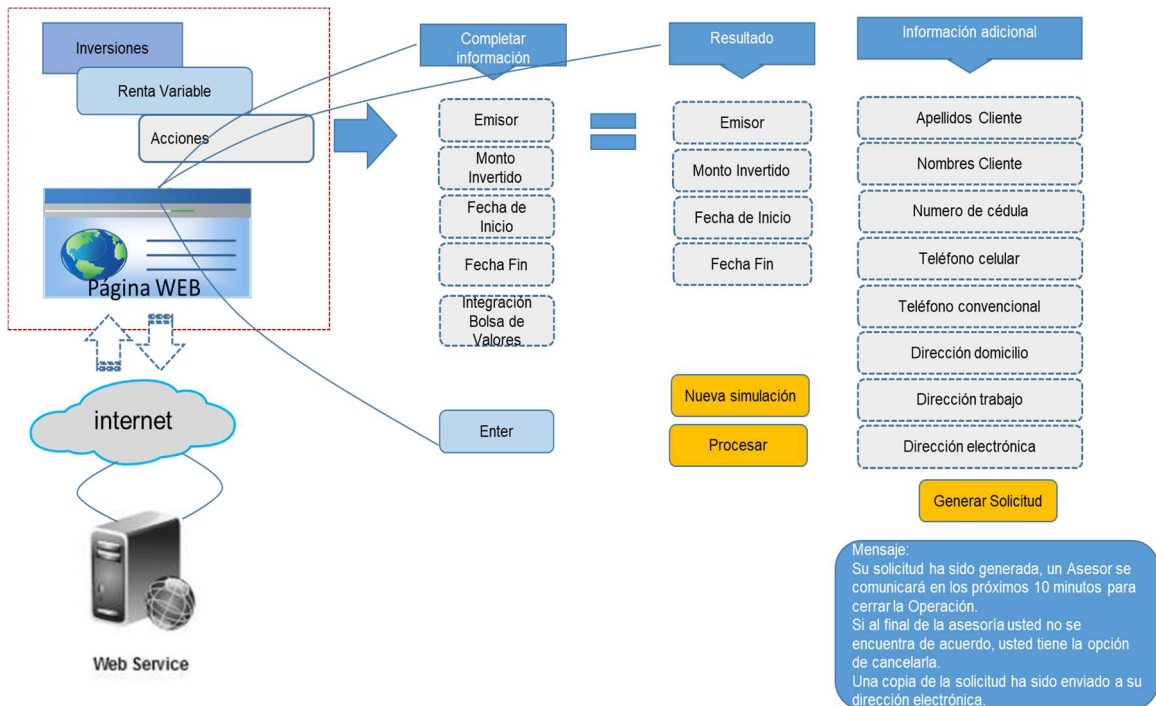 Inversiones
Renta Variable
Acciones
Página WEB
internet
Web Service
Completar
información
Emisor
Monto
Invertido
Fecha de
Inicio
Fecha Fin
Integración
Bolsa de
Valores
Enter
Resultado
Emisor
Monto Invertido
Fecha de Inicio
Fecha Fin
Nueva simulación
Procesar
Información adicional
Apellidos Cliente
Nombres Cliente
Numero de cédula
Teléfono celular
Teléfono convencional
Dirección domicilio
Dirección trabajo
Dirección electrónica
Generar Solicitud
Mensaje:
Su solicitud ha sido generada, un Asesor se
comunicará en los próximos 10 minutos para
cerrar la Operación.
Si al final de la asesoría usted no se
encuentra de acuerdo, usted tiene la opción
de cancelarla.
Una copia de la solicitud ha sido enviado a su
dirección electrónica.